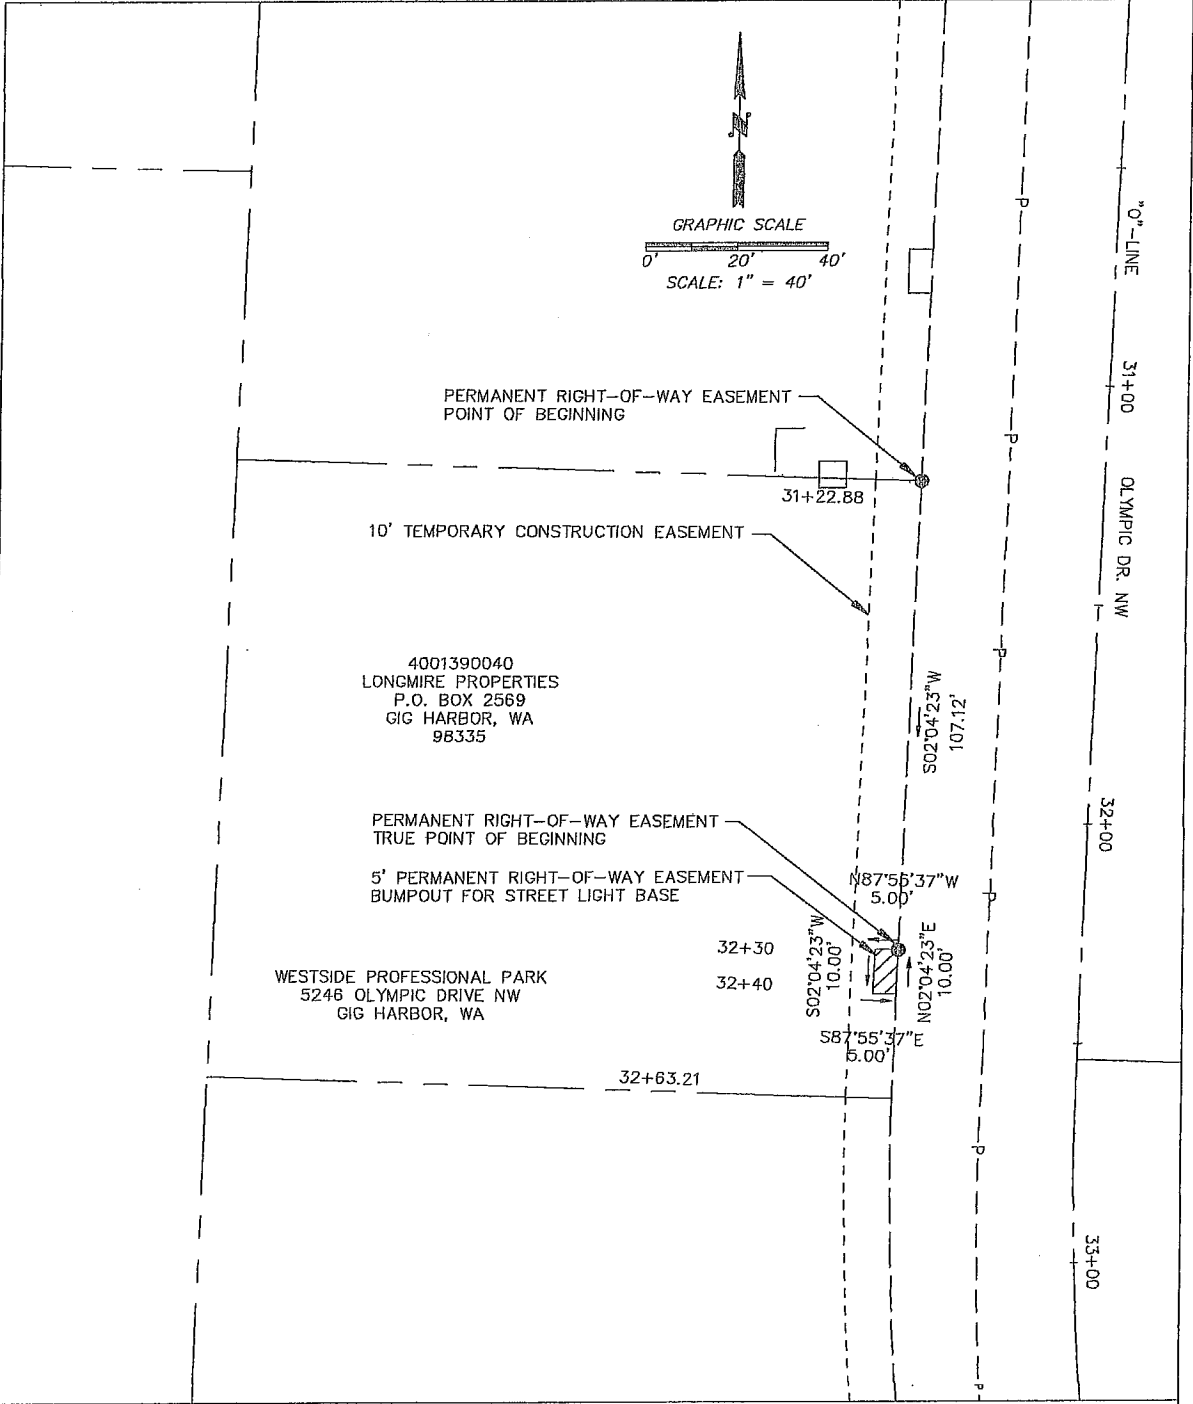 N
GRAPHIC SCALE
0' 20' 40'
SCALE: 1" = 40'
"O"-LINE
31+00
OLYMPIC DR. NW
32+00
33+00
PERMANENT RIGHT-OF-WAY EASEMENT
POINT OF BEGINNING
31+22.88
10' TEMPORARY CONSTRUCTION EASEMENT
4001390040
LONGMIRE PROPERTIES
P.O. BOX 2569
GIG HARBOR, WA
98335
S02°04'23"W
107.12'
PERMANENT RIGHT-OF-WAY EASEMENT
TRUE POINT OF BEGINNING
5' PERMANENT RIGHT-OF-WAY EASEMENT
BUMPOUT FOR STREET LIGHT BASE
N87°55'37"W
5.00'
32+30
32+40
S02°04'23"W
10.00'
N02°04'23"E
10.00'
S87°55'37"E
5.00'
WESTSIDE PROFESSIONAL PARK
5246 OLYMPIC DRIVE NW
GIG HARBOR, WA
32+63.21
P
P
P
P
P
P